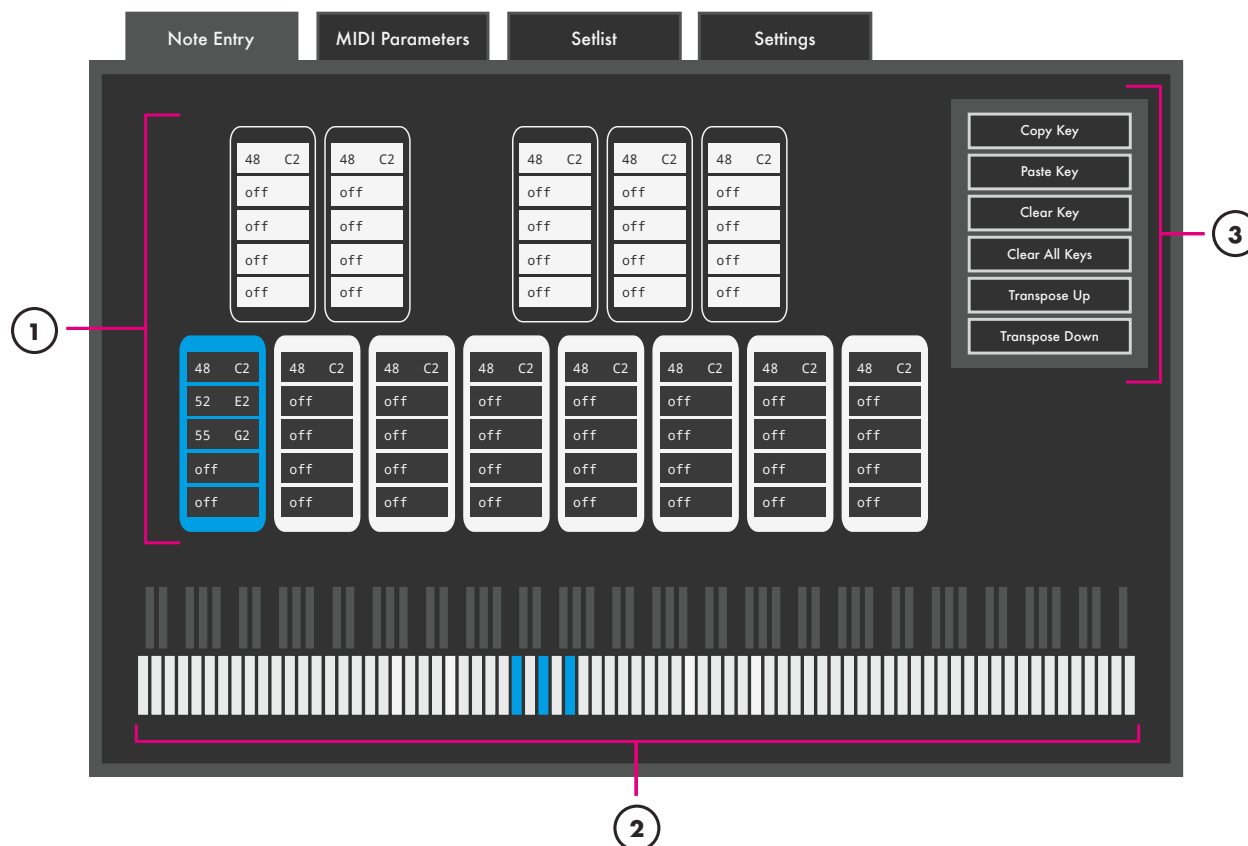 Note Entry MIDI Parameters Setlist Settings
48 C2 48 C2 48 C2 48 C2 48 C2
off off off off off
off off off off off
off off off off off
off off off off off
Copy Key
Paste Key
Clear Key
Clear All Keys
Transpose Up
Transpose Down
3
1
48 C2 48 C2 48 C2 48 C2 48 C2 48 C2 48 C2 48 C2
52 E2 off off off off off off off
55 G2 off off off off off off off
off off off off off off off off
off off off off off off off off
2